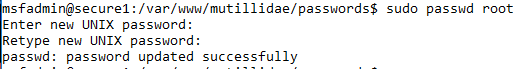 msfadmin@secure1:/var/www/mutillidae/passwords$ sudo passwd root
Enter new UNIX password:
Retype new UNIX password:
passwd: password updated successfully